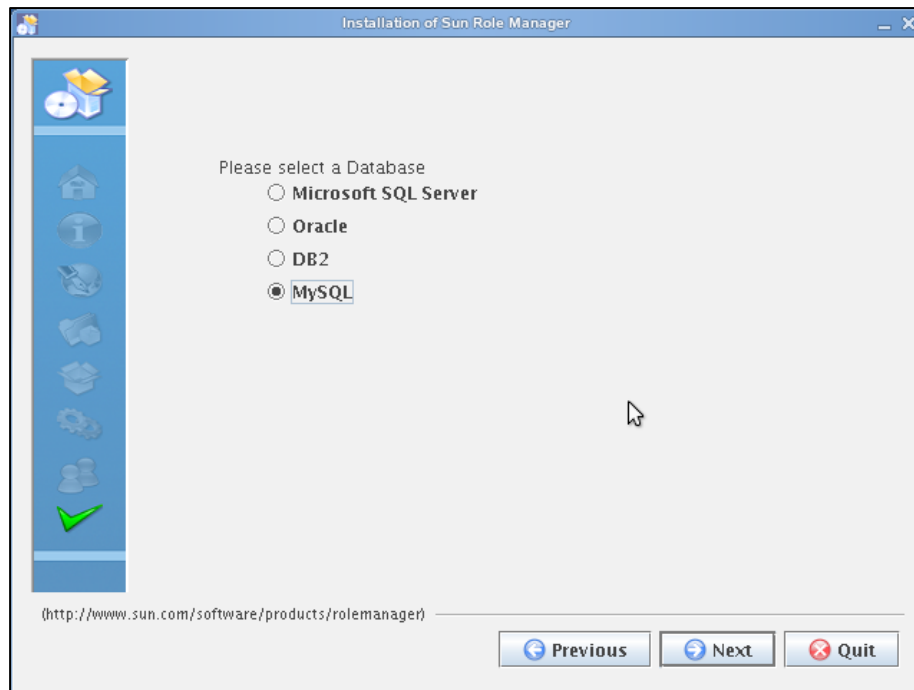 Installation of Sun Role Manager
Please select a Database
Microsoft SQL Server
Oracle
DB2
MySQL
(http://www.sun.com/software/products/rolemanager)
Previous Next Quit